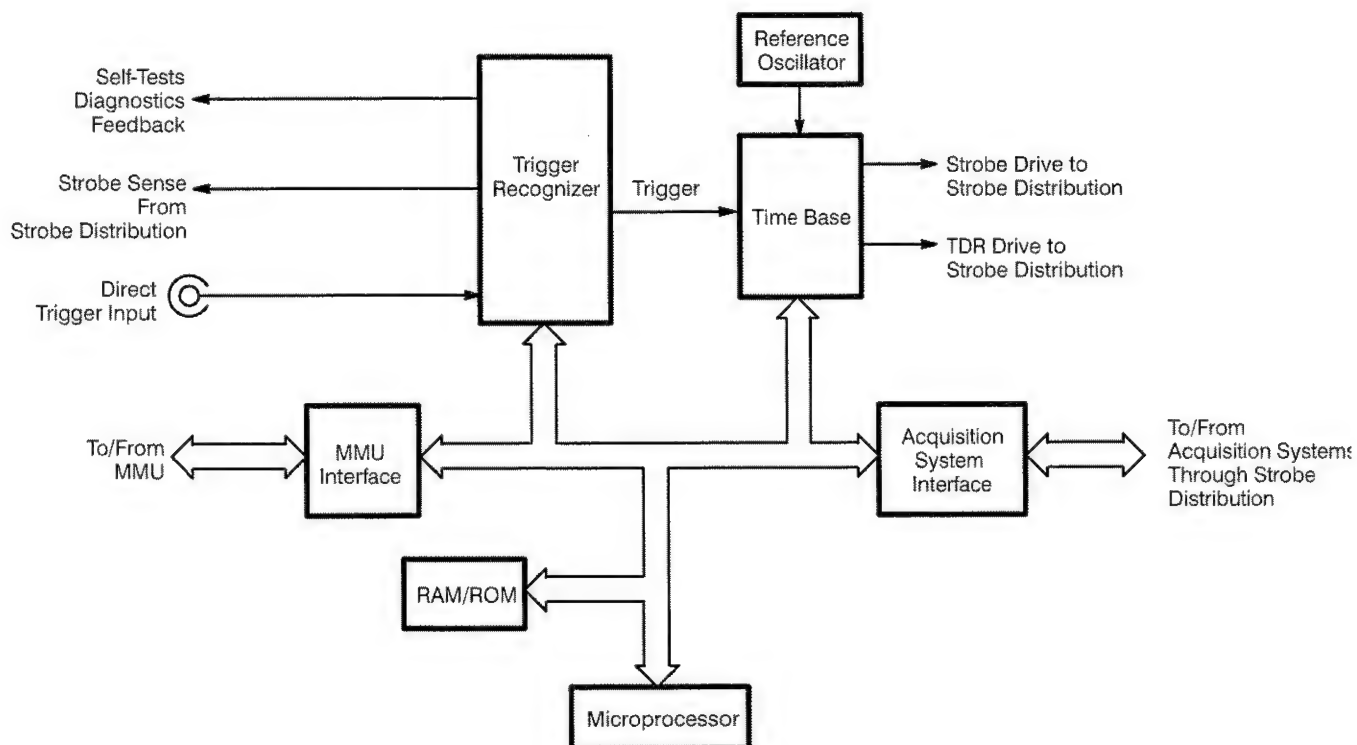 Reference
Oscillator
Self-Tests
Diagnostics
Feedback
Trigger
Recognizer
Strobe Sense
From
Strobe Distribution
Trigger
Time Base
Strobe Drive to
Strobe Distribution
TDR Drive to
Strobe Distribution
Direct
Trigger Input
To/From
MMU
MMU
Interface
Acquisition
System
Interface
To/From
Acquisition Systems
Through Strobe
Distribution
RAM/ROM
Microprocessor